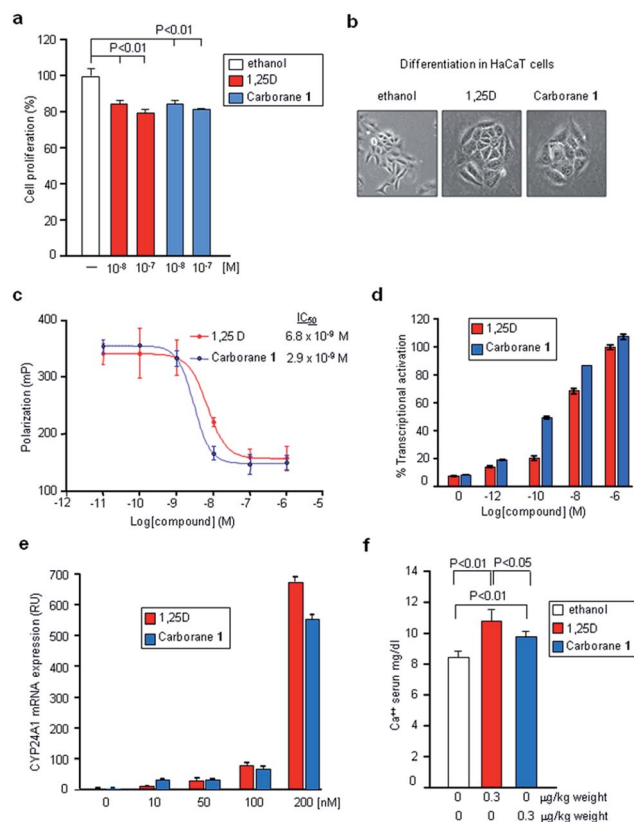 a
P<0.01
P<0.01
120
100
80
60
40
20
0
Cell proliferation (%)
— 10⁻⁸ 10⁻⁷ 10⁻⁸ 10⁻⁷ [M]
ethanol
1,25D
Carborane 1
b
Differentiation in HaCaT cells
ethanol 1,25D Carborane 1
c
400
300
200
100
Polarization (mP)
-12 -11 -10 -9 -8 -7 -6 -5
Log[compound] (M)
IC₅₀
1,25 D 6.8 x 10⁻⁹ M
Carborane 1 2.9 x 10⁻⁹ M
d
1,25D
Carborane 1
120
100
80
60
40
20
0
% Transcriptional activation
0 -12 -10 -8 -6
Log[compound] (M)
e
700
600
500
400
300
200
100
0
CYP24A1 mRNA expression (RU)
1,25D
Carborane 1
0 10 50 100 200 [nM]
f
P<0.01 P<0.05
P<0.01
14
12
10
8
6
4
2
0
Ca⁺⁺ serun mg/dl
ethanol
1,25D
Carborane 1
0 0.3 0 µg/kg weight
0 0 0.3 µg/kg weight